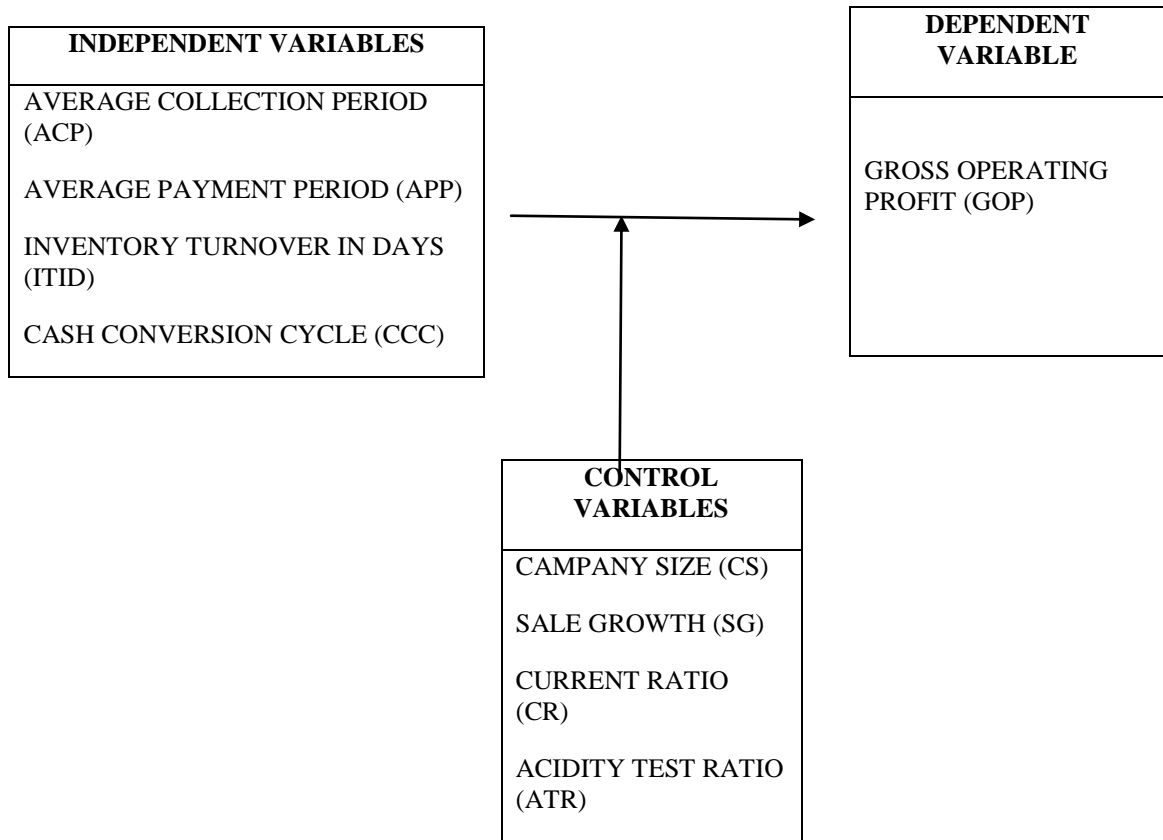 INDEPENDENT VARIABLES
AVERAGE COLLECTION PERIOD
(ACP)
AVERAGE PAYMENT PERIOD (APP)
INVENTORY TURNOVER IN DAYS
(ITID)
CASH CONVERSION CYCLE (CCC)
DEPENDENT
VARIABLE
GROSS OPERATING
PROFIT (GOP)
CONTROL
VARIABLES
CAMPANY SIZE (CS)
SALE GROWTH (SG)
CURRENT RATIO
(CR)
ACIDITY TEST RATIO
(ATR)